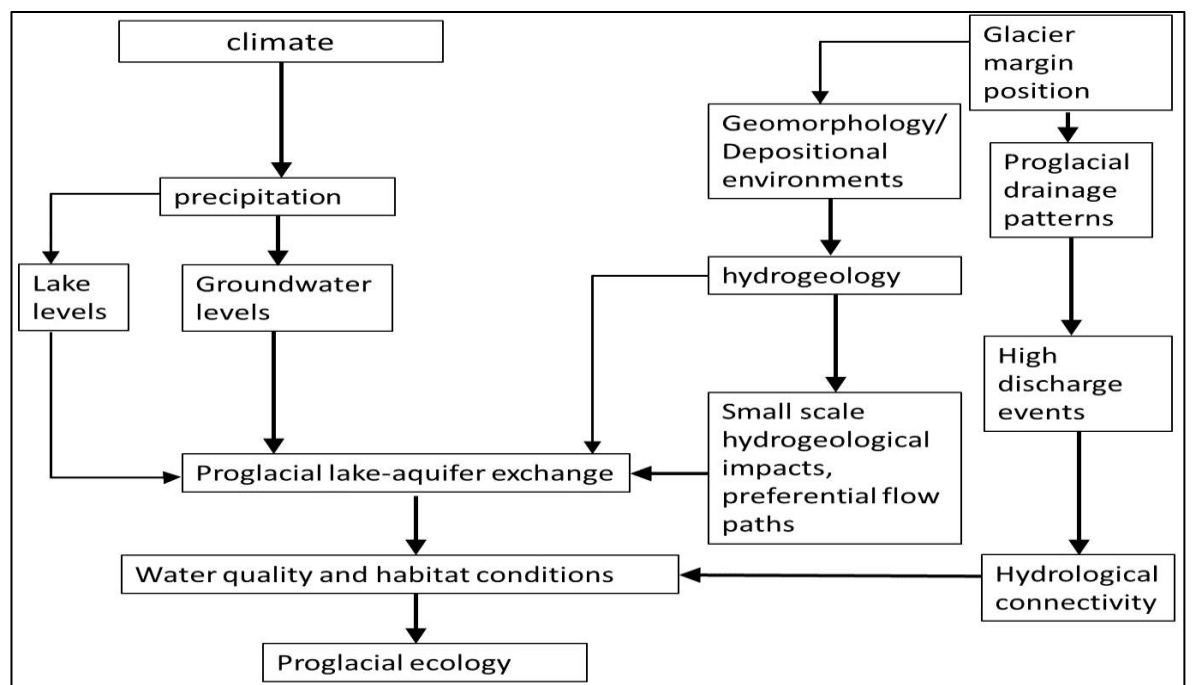 climate
Glacier
margin
position
Geomorphology/
Depositional
environments
Proglacial
drainage
patterns
precipitation
Lake
levels
Groundwater
levels
hydrogeology
High
discharge
events
Small scale
hydrogeological
impacts,
preferential flow
paths
Proglacial lake-aquifer exchange
Water quality and habitat conditions
Hydrological
connectivity
Proglacial ecology